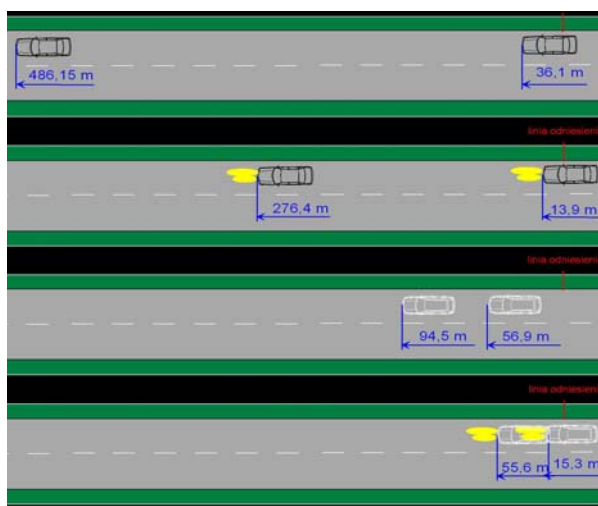 486,15 m
36,1 m
linia odniesieni
276,4 m
13,9 m
linia odniesieni
94,5 m
56,9 m
linia odniesieni
55,6 m
15,3 m